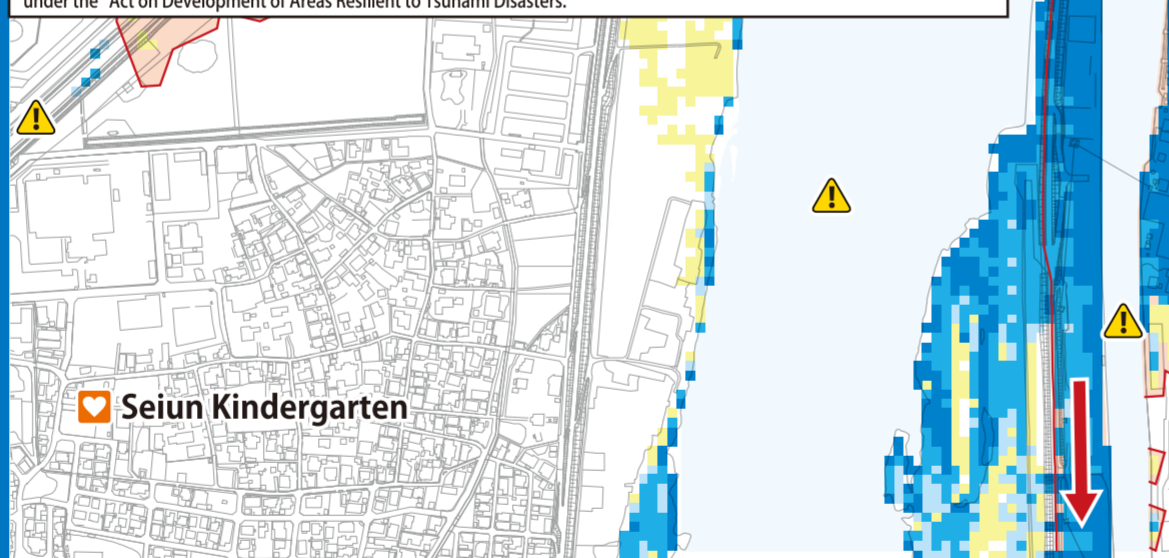 under the "Act on Development of Areas Resilient to Tsunami Disasters.
Seiun Kindergarten